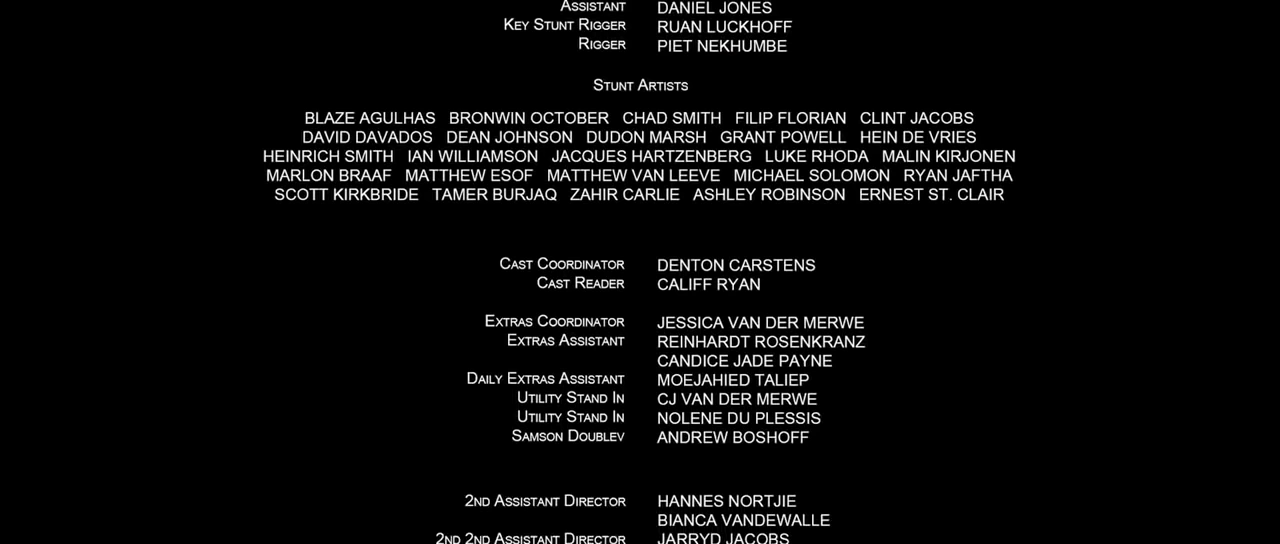 Assistant DANIEL JONES
Key Stunt Rigger RUAN LUCKHOFF
Rigger PIET NEKHUMBE
Stunt Artists
BLAZE AGULHAS BRONWIN OCTOBER CHAD SMITH FILIP FLORIAN CLINT JACOBS
DAVID DAVADOS DEAN JOHNSON DUDON MARSH GRANT POWELL HEIN DE VRIES
HEINRICH SMITH IAN WILLIAMSON JACQUES HARTZENBERG LUKE RHODA MALIN KIRJONEN
MARLON BRAAF MATTHEW ESOF MATTHEW VAN LEEVE MICHAEL SOLOMON RYAN JAFTHA
SCOTT KIRKBRIDE TAMER BURJAQ ZAHIR CARLIE ASHLEY ROBINSON ERNEST ST. CLAIR
Cast Coordinator DENTON CARSTENS
Cast Reader CALIFF RYAN
Extras Coordinator JESSICA VAN DER MERWE
Extras Assistant REINHARDT ROSENKRANZ
CANDICE JADE PAYNE
Daily Extras Assistant MOEJAHIED TALIEP
Utility Stand In CJ VAN DER MERWE
Utility Stand In NOLENE DU PLESSIS
Samson Doublev ANDREW BOSHOFF
2nd Assistant Director HANNES NORTJIE
BIANCA VANDEWALLE
2nd 2nd Assistant Director JARRYD JACOBS